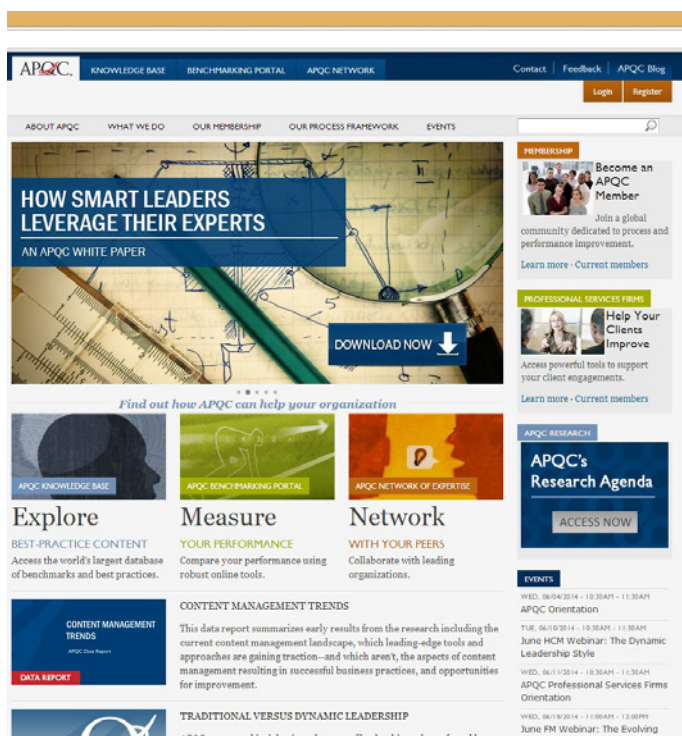 APQC
KNOWLEDGE BASE
BENCHMARKING PORTAL
APQC NETWORK
Contact | Feedback | APQC Blog
Login
Register
ABOUT APQC
WHAT WE DO
OUR MEMBERSHIP
OUR PROCESS FRAMEWORK
EVENTS
HOW SMART LEADERS
LEVERAGE THEIR EXPERTS
AN APQC WHITE PAPER
DOWNLOAD NOW
Find out how APQC can help your organization
APQC KNOWLEDGE BASE
Explore
BEST-PRACTICE CONTENT
Access the world's largest database
of benchmarks and best practices.
APQC BENCHMARKING PORTAL
Measure
YOUR PERFORMANCE
Compare your performance using
robust online tools.
APQC NETWORK OF EXPERTISE
Network
WITH YOUR PEERS
Collaborate with leading
organizations.
CONTENT MANAGEMENT
TRENDS
APQC Data Report
DATA REPORT
CONTENT MANAGEMENT TRENDS
This data report summarizes early results from the research including the
current content management landscape, which leading-edge tools and
approaches are gaining traction--and which aren't, the aspects of content
management resulting in successful business practices, and opportunities
for improvement.
TRADITIONAL VERSUS DYNAMIC LEADERSHIP
MEMBERSHIP
Become an
APQC
Member
Join a global
community dedicated to process and
performance improvement.
Learn more - Current members
PROFESSIONAL SERVICES FIRMS
Help Your
Clients
Improve
Access powerful tools to support
your client engagements.
Learn more - Current members
APQC RESEARCH
APQC's
Research Agenda
ACCESS NOW
EVENTS
WED, 06/04/2014 - 10:30AM - 11:30AM
APQC Orientation
TUE, 06/10/2014 - 10:30AM - 11:30AM
June HCM Webinar: The Dynamic
Leadership Style
WED, 06/11/2014 - 10:30AM - 11:30AM
APQC Professional Services Firms
Orientation
WED, 06/18/2014 - 11:00AM - 12:00PM
June FM Webinar: The Evolving